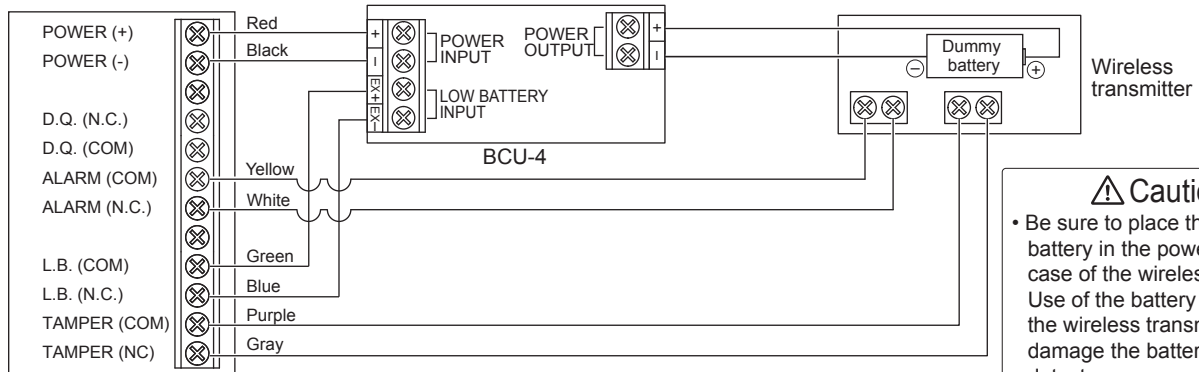 POWER (+)
POWER (-)
D.Q. (N.C.)
D.Q. (COM)
ALARM (COM)
ALARM (N.C.)
L.B. (COM)
L.B. (N.C.)
TAMPER (COM)
TAMPER (NC)
Red
Black
Yellow
White
Green
Blue
Purple
Gray
+
−
EX+
EX−
POWER
INPUT
LOW BATTERY
INPUT
POWER
OUTPUT
+
−
BCU-4
Dummy
battery
−
+
Wireless
transmitter
⚠ Cauti
• Be sure to place th
battery in the powe
case of the wireles
Use of the battery
the wireless transm
damage the batter